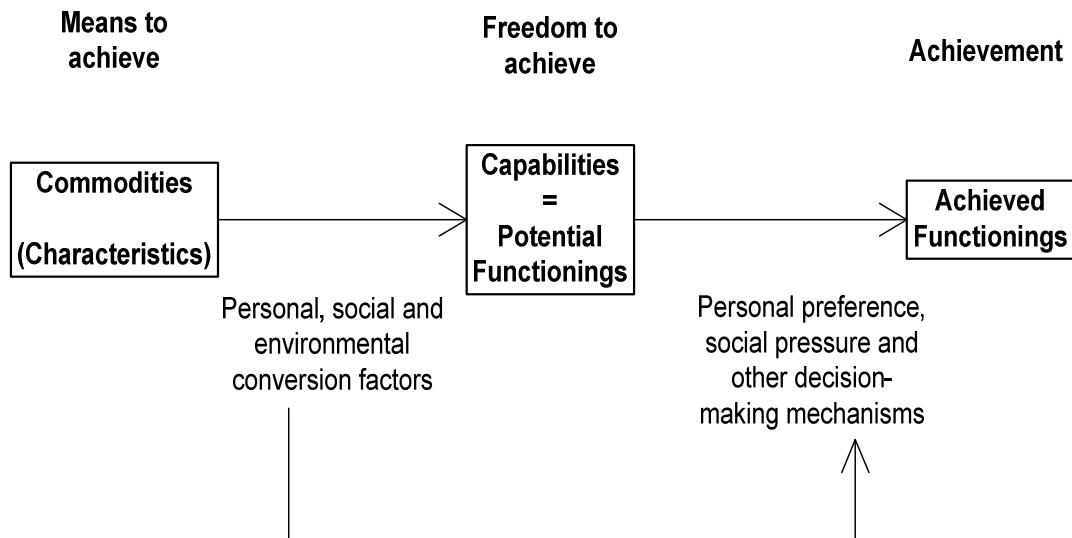 Means to
achieve
Freedom to
achieve
Achievement
Commodities
(Characteristics)
Capabilities
=
Potential
Functionings
Achieved
Functionings
Personal, social and
environmental
conversion factors
Personal preference,
social pressure and
other decision-
making mechanisms